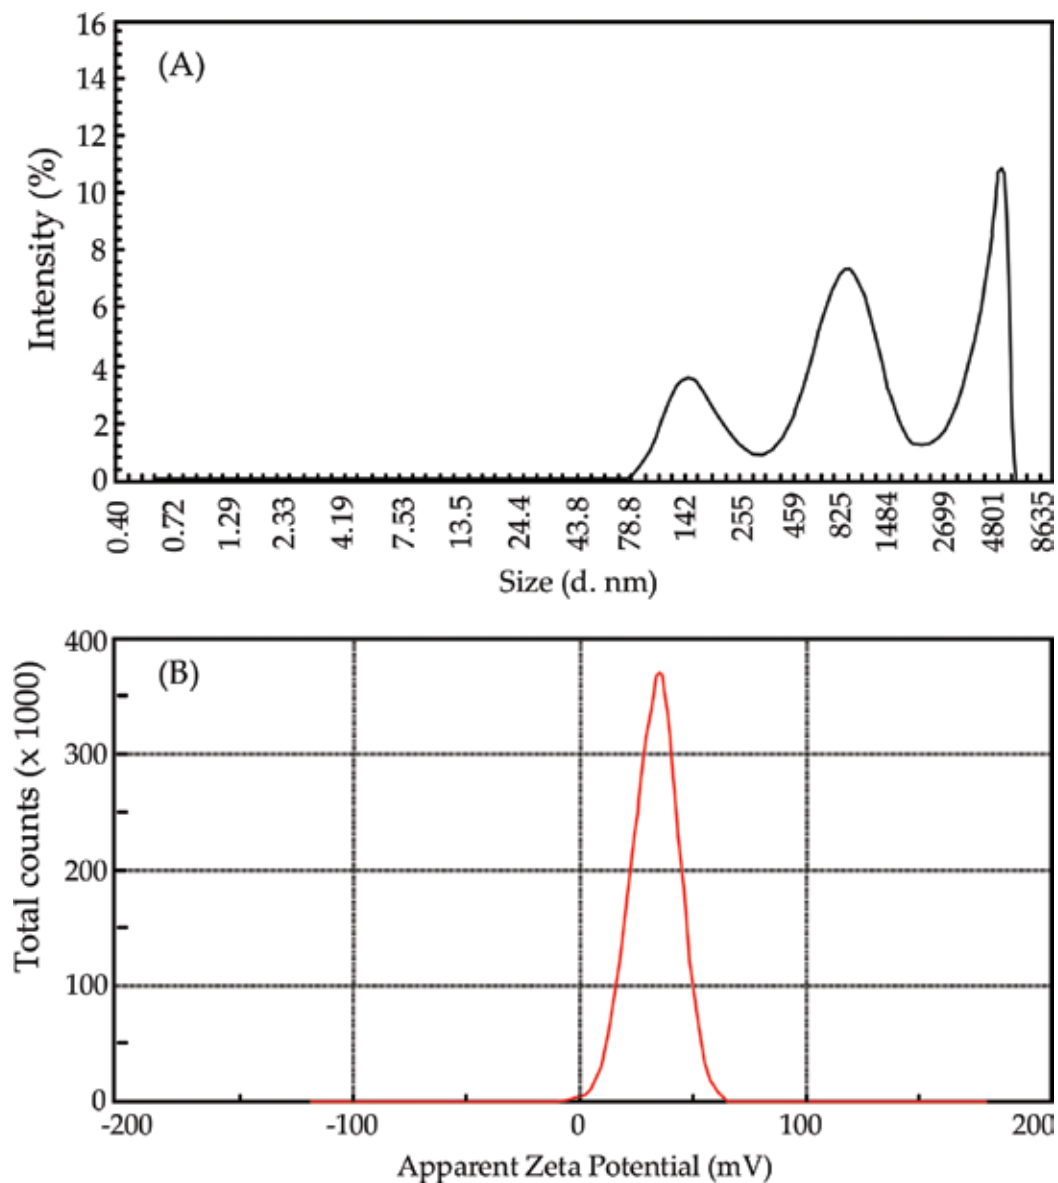 (A)
Intensity (%)
16
14
12
10
8
6
4
2
0
0.40 0.72 1.29 2.33 4.19 7.53 13.5 24.4 43.8 78.8 142 255 459 825 1484 2699 4801 8635
Size (d. nm)
(B)
Total counts (x 1000)
400
300
200
100
0
-200 -100 0 100 200
Apparent Zeta Potential (mV)